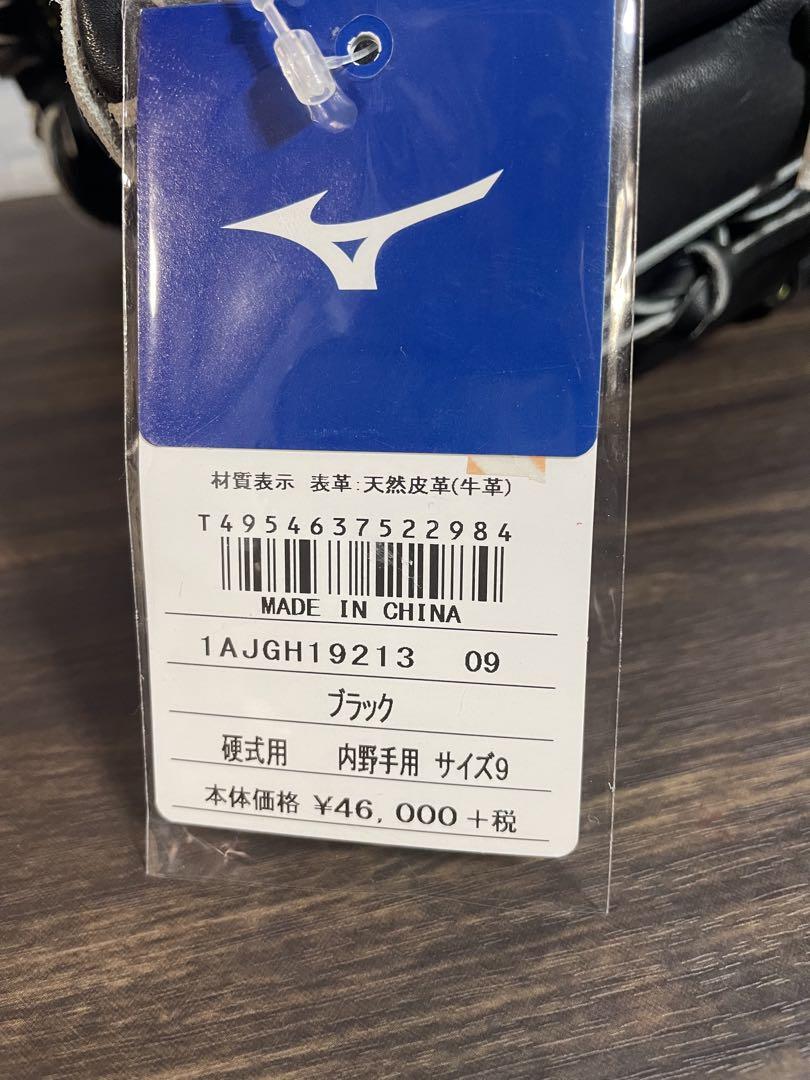 材質表示 表革:天然皮革(牛革)
T4954637522984
MADE IN CHINA
1AJGH19213 09
ブラック
硬式用 内野手用 サイズ9
本体価格 ¥46,000+税